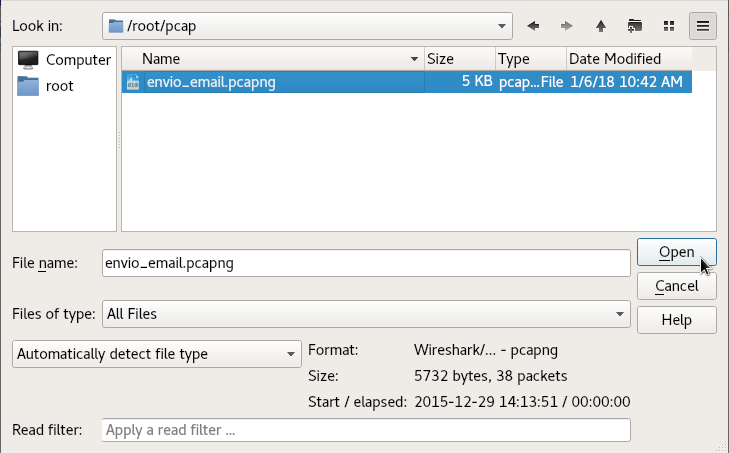 Look in: /root/pcap
Computer
root
Name Size Type Date Modified
envio_email.pcapng 5 KB pcap...File 1/6/18 10:42 AM
File name: envio_email.pcapng Open
Cancel
Files of type: All Files Help
Automatically detect file type Format: Wireshark/... - pcapng
Size: 5732 bytes, 38 packets
Start / elapsed: 2015-12-29 14:13:51 / 00:00:00
Read filter: Apply a read filter ...